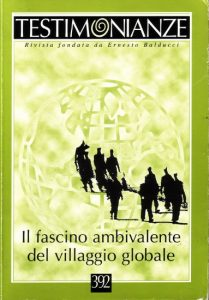 TESTIMONIANZE
Rivista fondata da Ernesto Balducci
Il fascino ambivalente
del villaggio globale
392